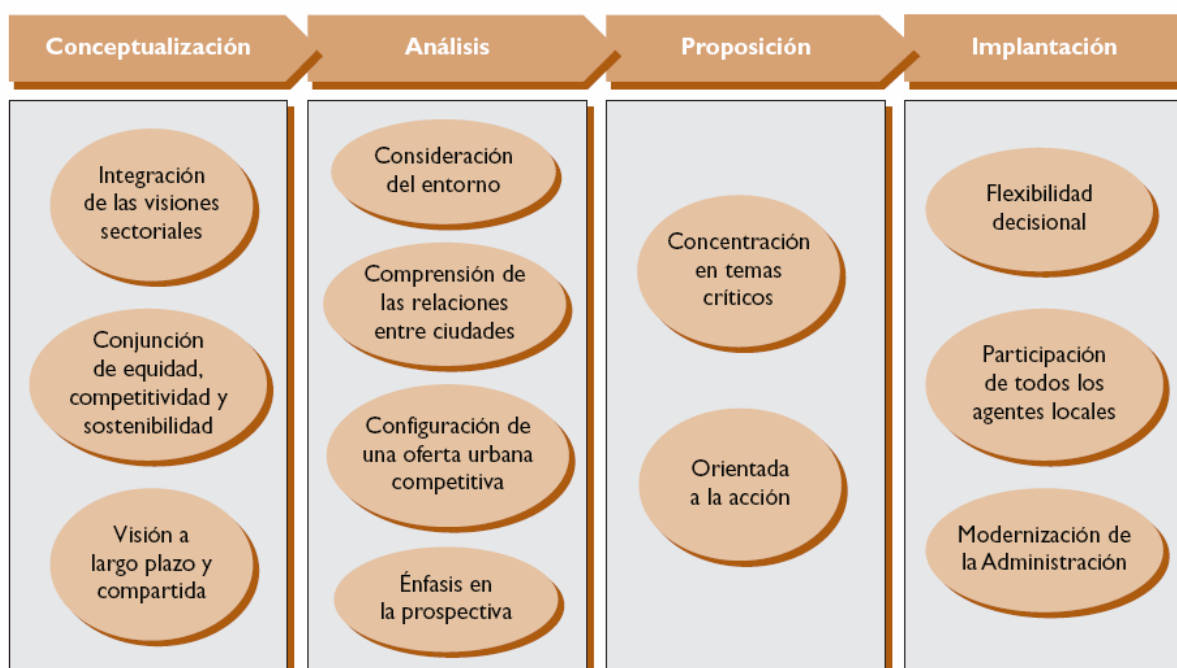 Conceptualización
Análisis
Proposición
Implantación
Integración
de las visiones
sectoriales
Conjunción
de equidad,
competitividad y
sostenibilidad
Visión a
largo plazo y
compartida
Consideración
del entorno
Comprensión de
las relaciones
entre ciudades
Configuración de
una oferta urbana
competitiva
Énfasis en
la prospectiva
Concentración
en temas
críticos
Orientada
a la acción
Flexibilidad
decisional
Participación
de todos los
agentes locales
Modernización de
la Administración